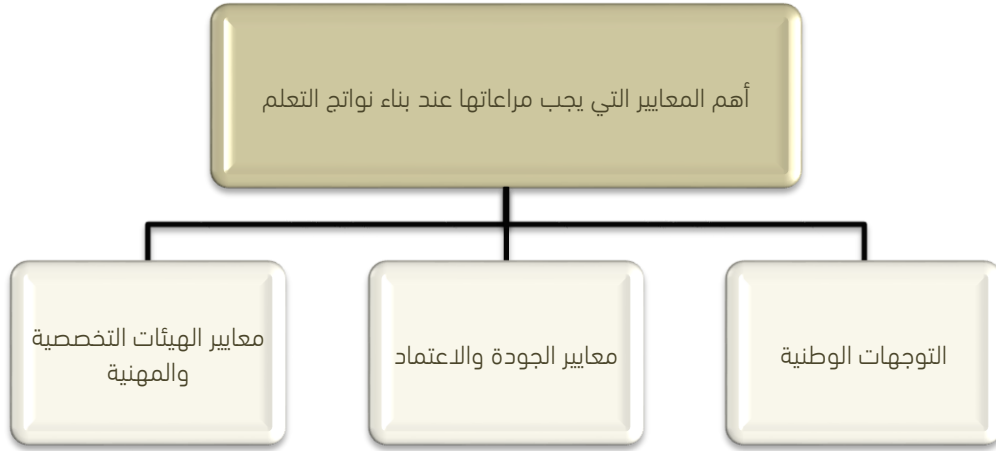 أهم المعايير التي يجب مراعاتها عند بناء نواتج التعلم
التوجهات الوطنية
معايير الجودة والاعتماد
معايير الهيئات التخصصية
والمهنية